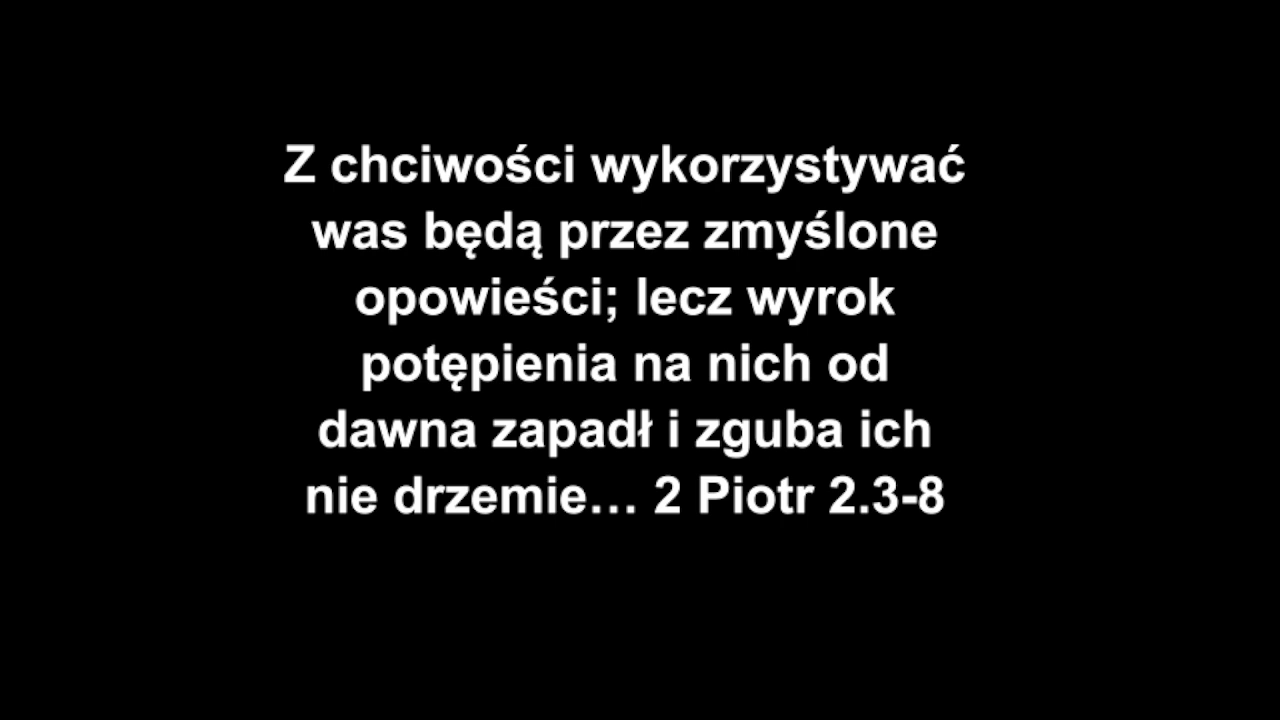 Z chciwości wykorzystywać
was będą przez zmyślone
opowieści; lecz wyrok
potępienia na nich od
dawna zapadł i zguba ich
nie drzemie… 2 Piotr 2.3-8